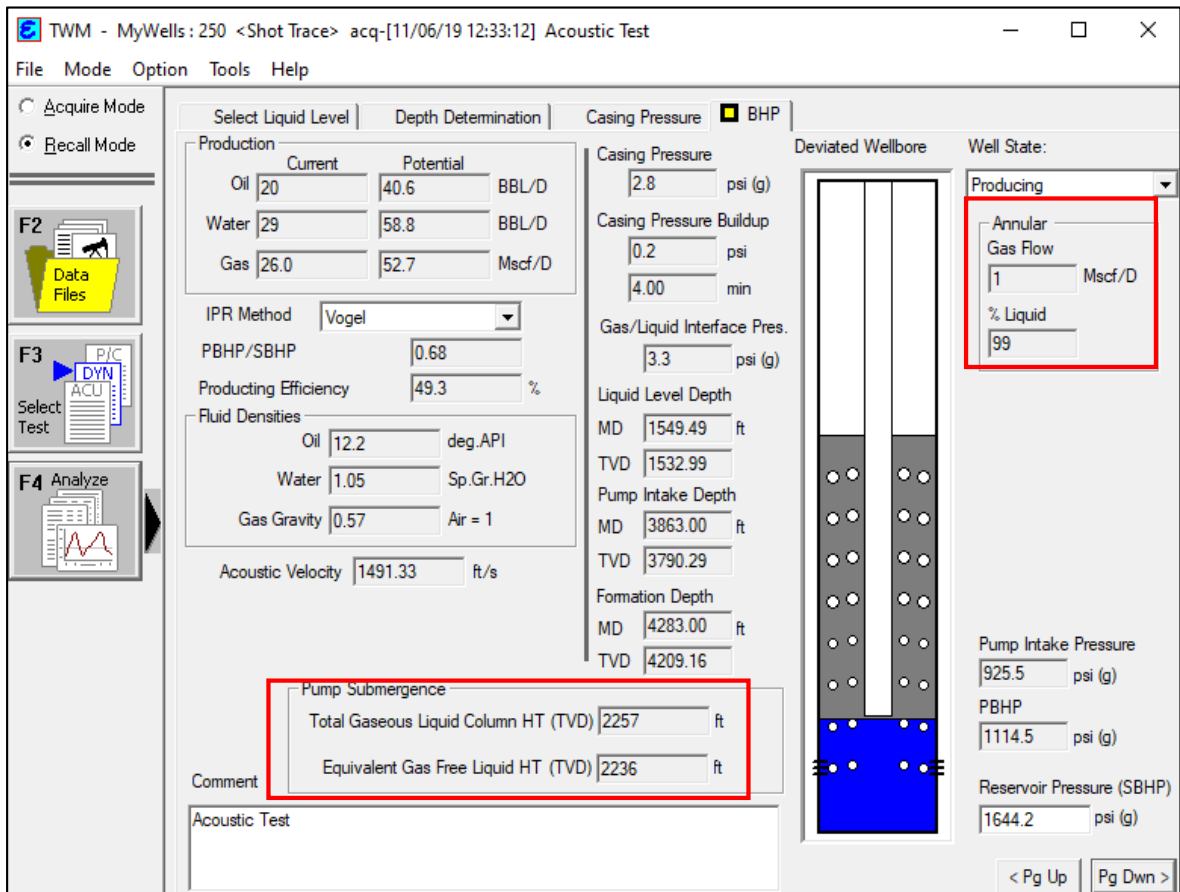 TWM - MyWells : 250 <Shot Trace> acq-[11/06/19 12:33:12] Acoustic Test
File Mode Option Tools Help
Acquire Mode
Recall Mode
F2
Data
Files
F3
P/C
DYN
ACU
Select
Test
F4 Analyze
Select Liquid Level
Depth Determination
Casing Pressure
BHP
Production
Current Potential
Oil 20 40.6 BBL/D
Water 29 58.8 BBL/D
Gas 26.0 52.7 Mscf/D
IPR Method Vogel
PBHP/SBHP 0.68
Producting Efficiency 49.3 %
Fluid Densities
Oil 12.2 deg.API
Water 1.05 Sp.Gr.H2O
Gas Gravity 0.57 Air = 1
Acoustic Velocity 1491.33 ft/s
Casing Pressure
2.8 psi (g)
Casing Pressure Buildup
0.2 psi
4.00 min
Gas/Liquid Interface Pres.
3.3 psi (g)
Liquid Level Depth
MD 1549.49 ft
TVD 1532.99
Pump Intake Depth
MD 3863.00 ft
TVD 3790.29
Formation Depth
MD 4283.00 ft
TVD 4209.16
Pump Submergence
Total Gaseous Liquid Column HT (TVD) 2257 ft
Equivalent Gas Free Liquid HT (TVD) 2236 ft
Comment
Acoustic Test
Deviated Wellbore
Well State:
Producing
Annular
Gas Flow
1 Mscf/D
% Liquid
99
Pump Intake Pressure
925.5 psi (g)
PBHP
1114.5 psi (g)
Reservoir Pressure (SBHP)
1644.2 psi (g)
< Pg Up
Pg Dwn >